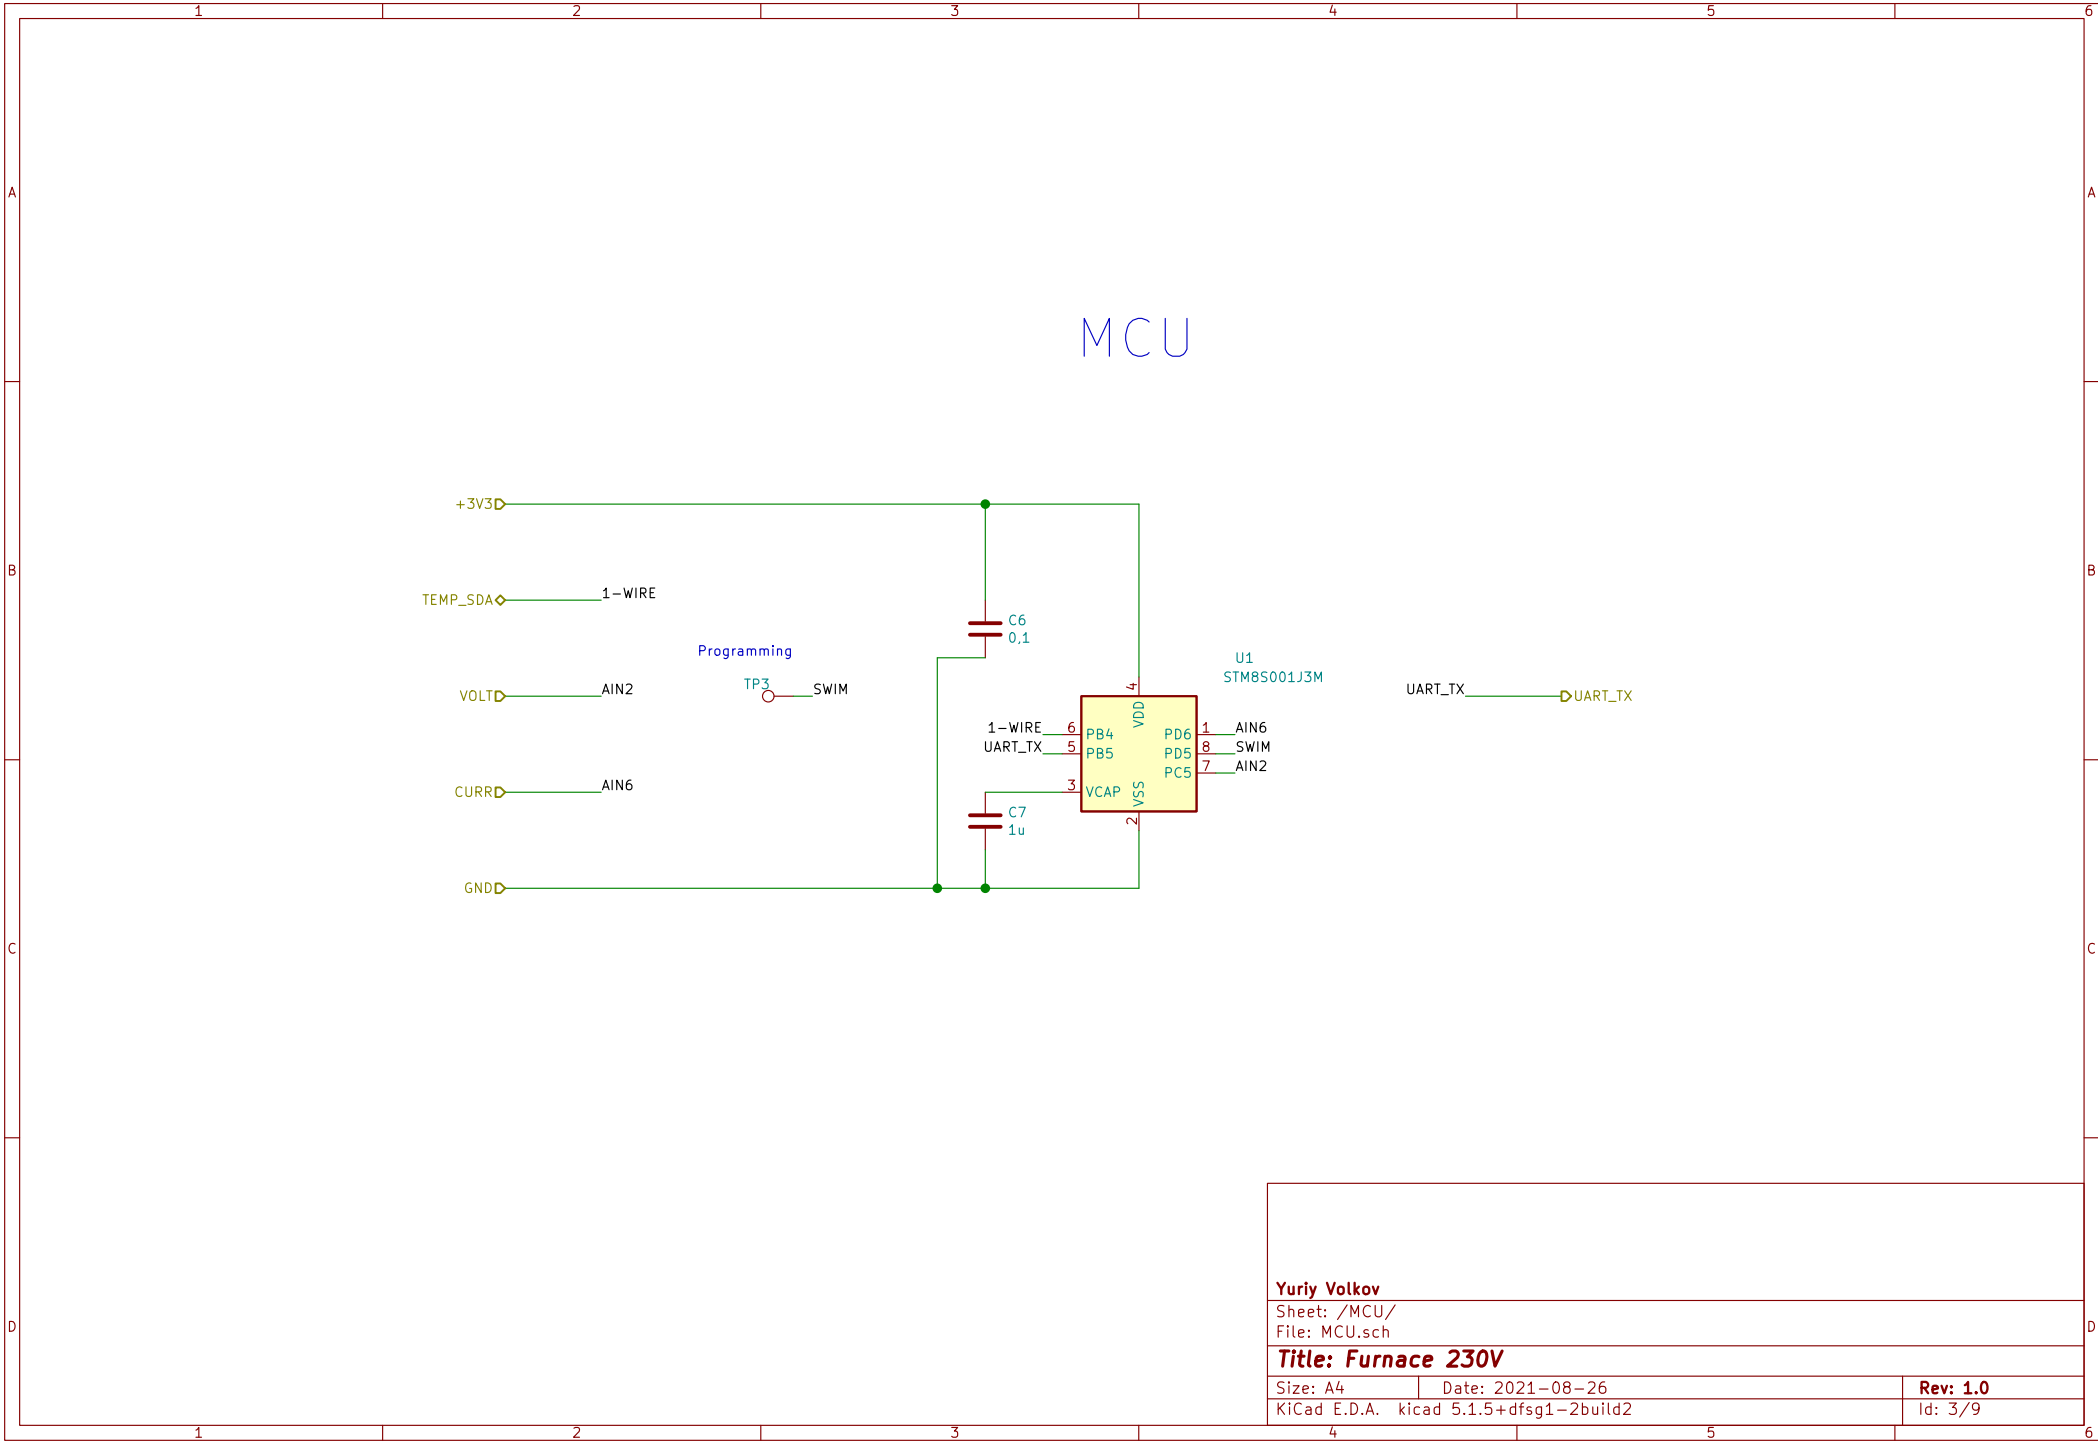 1 2 3 4 5 6
A A
MCU
+3V3
B B
TEMP_SDA 1-WIRE
C6
0,1
Programming
U1
STM8S001J3M
TP3 SWIM
VOLT AIN2
UART_TX UART_TX
4
VDD
1-WIRE 6 PB4 PD6 1 AIN6
UART_TX 5 PB5 PD5 8 SWIM
PC5 7 AIN2
CURR AIN6
3 VCAP
VSS
2
C7
1u
GND
C C
Yuriy Volkov
Sheet: /MCU/
File: MCU.sch
D D
Title: Furnace 230V
Size: A4 Date: 2021-08-26 Rev: 1.0
KiCad E.D.A. kicad 5.1.5+dfsg1-2build2 Id: 3/9
1 2 3 4 5 6